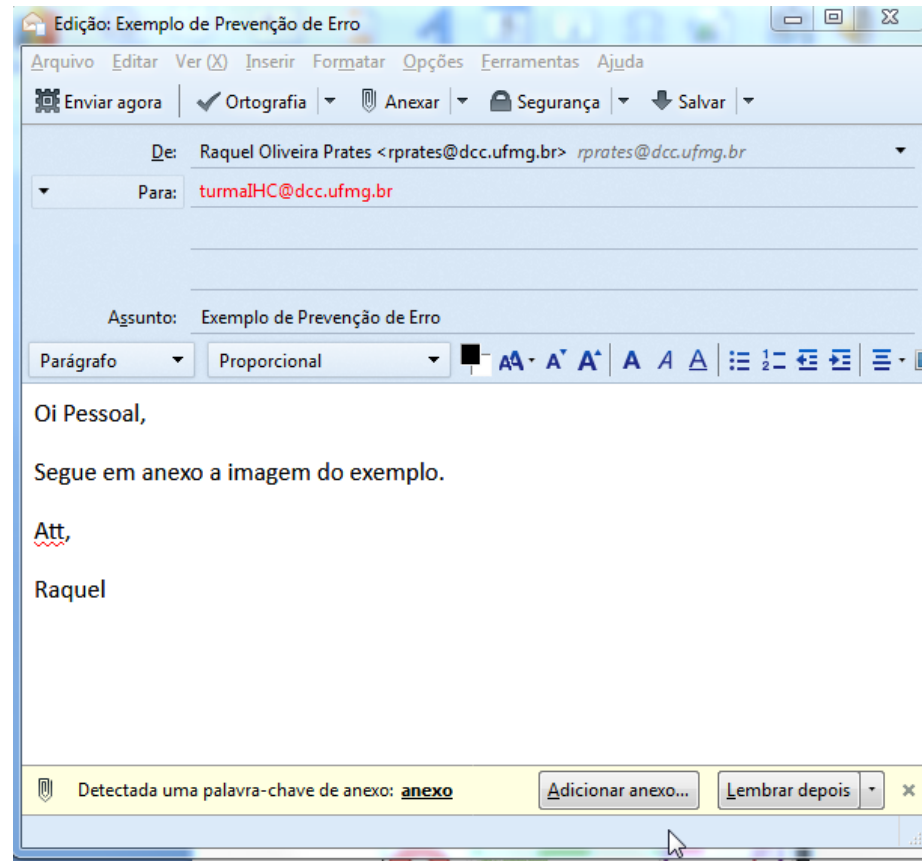 Edição: Exemplo de Prevenção de Erro
Arquivo Editar Ver (X) Inserir Formatar Opções Ferramentas Ajuda
Enviar agora Ortografia Anexar Segurança Salvar
De: Raquel Oliveira Prates <rprates@dcc.ufmg.br> rprates@dcc.ufmg.br
Para: turmaIHC@dcc.ufmg.br
Assunto: Exemplo de Prevenção de Erro
Parágrafo Proporcional
Oi Pessoal,
Segue em anexo a imagem do exemplo.
Att,
Raquel
Detectada uma palavra-chave de anexo: anexo Adicionar anexo... Lembrar depois